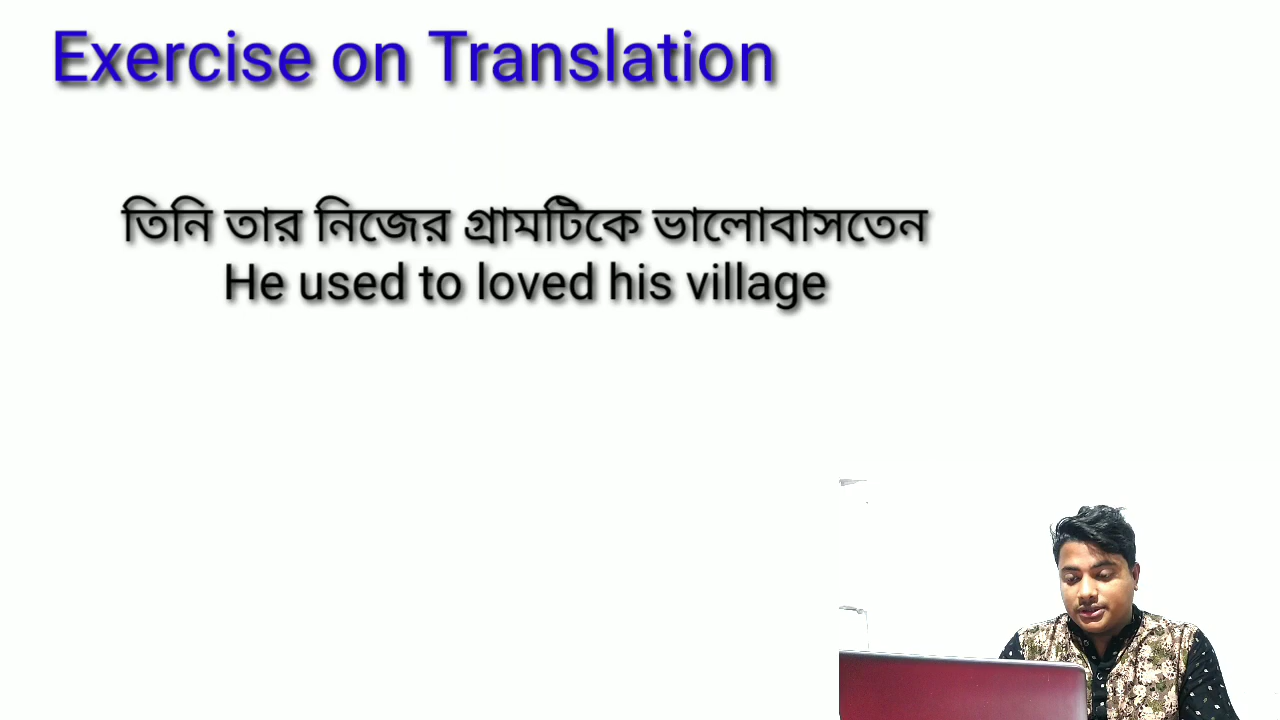 Exercise on Translation
তিনি তার নিজের গ্রামটিকে ভালোবাসতেন
He used to loved his village